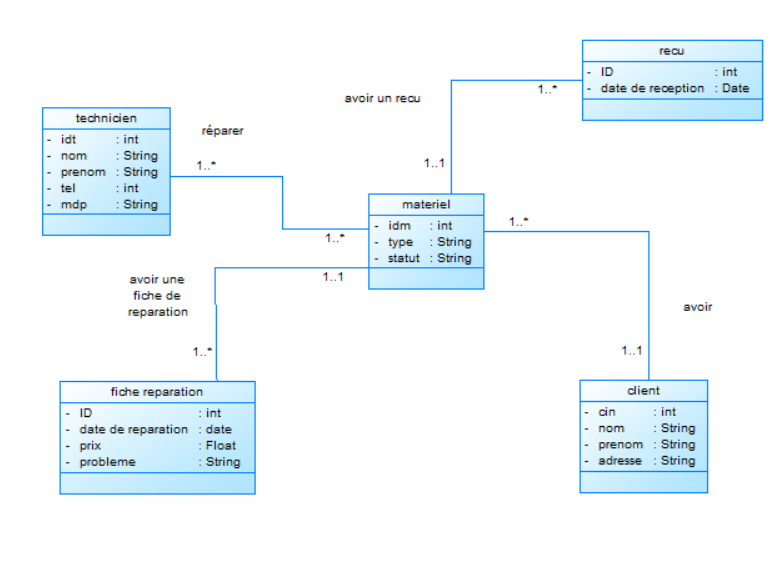 recu
- ID : int
- date de reception : Date
1..*
avoir un recu
1..1
technicien
- idt : int
- nom : String
- prenom : String
- tel : int
- mdp : String
réparer
1..*
1..*
materiel
- idm : int
- type : String
- statut : String
1..*
1..1
avoir une
fiche de
reparation
1..*
avoir
1..1
fiche reparation
- ID : int
- date de reparation : date
- prix : Float
- probleme : String
client
- cin : int
- nom : String
- prenom : String
- adresse : String